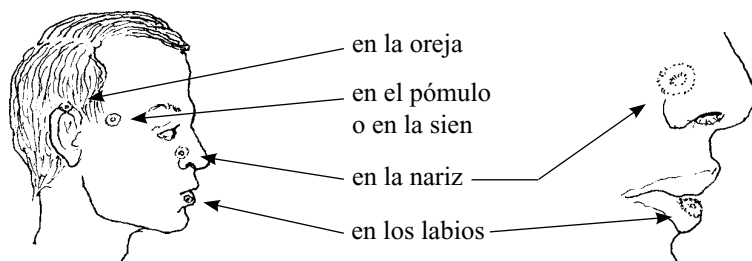 en la oreja
en el pómulo
o en la sien
en la nariz
en los labios